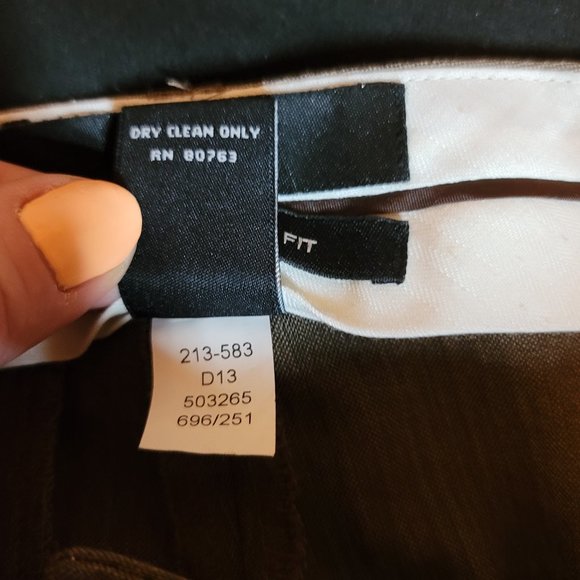 DRY CLEAN ONLY
RN 80763
FIT
213-583
D13
503265
696/251